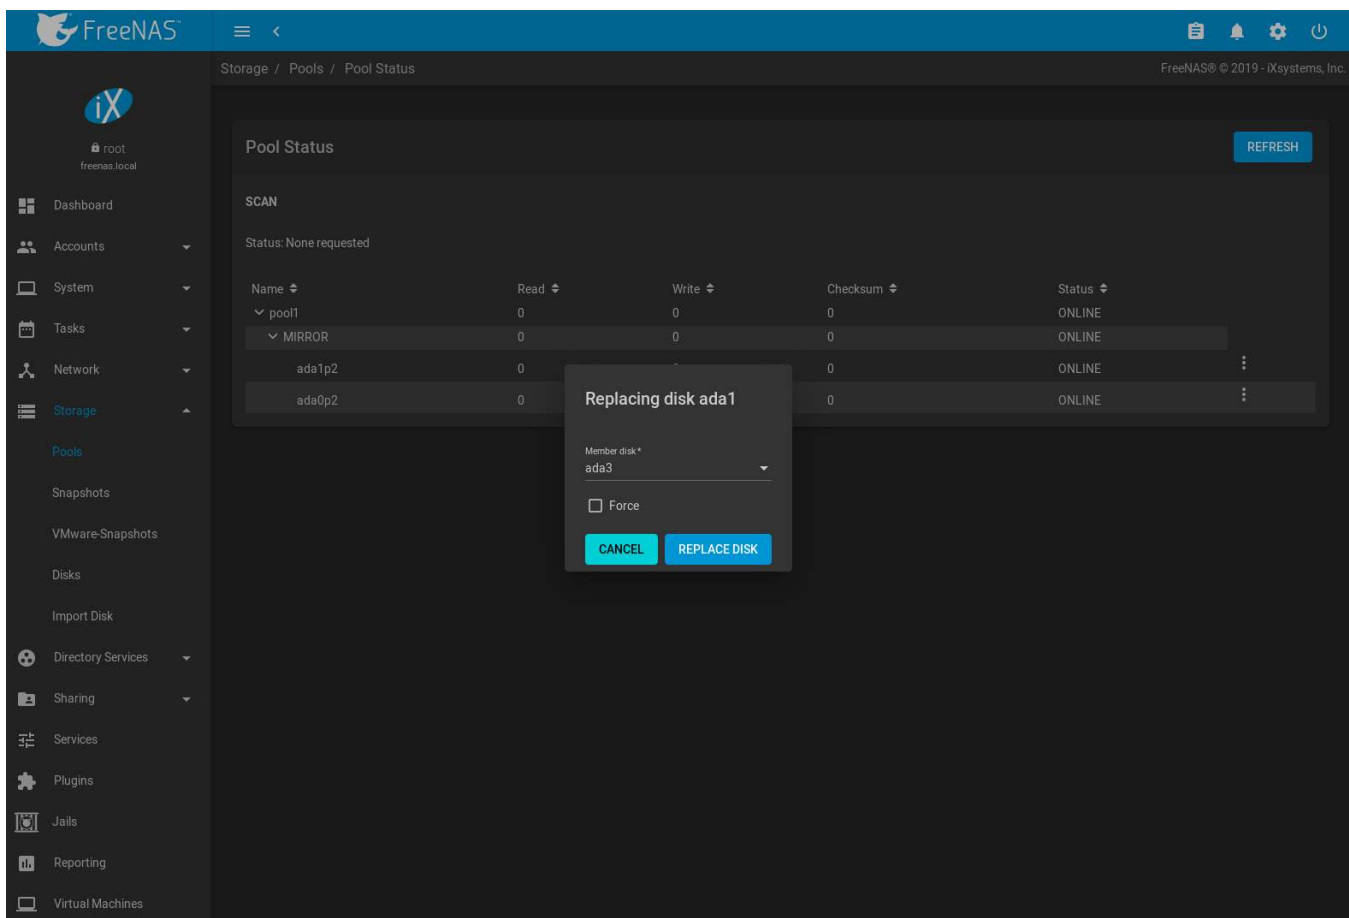 FreeNAS™
Storage / Pools / Pool Status
FreeNAS® © 2019 - iXsystems, Inc.
iX
root
freenas.local
Dashboard
Accounts
System
Tasks
Network
Storage
Pools
Snapshots
VMware-Snapshots
Disks
Import Disk
Directory Services
Sharing
Services
Plugins
Jails
Reporting
Virtual Machines
Pool Status
REFRESH
SCAN
Status: None requested
Name Read Write Checksum Status
pool1 0 0 0 ONLINE
MIRROR 0 0 0 ONLINE
ada1p2 0 0 ONLINE
ada0p2 0 0 ONLINE
Replacing disk ada1
Member disk *
ada3
Force
CANCEL REPLACE DISK